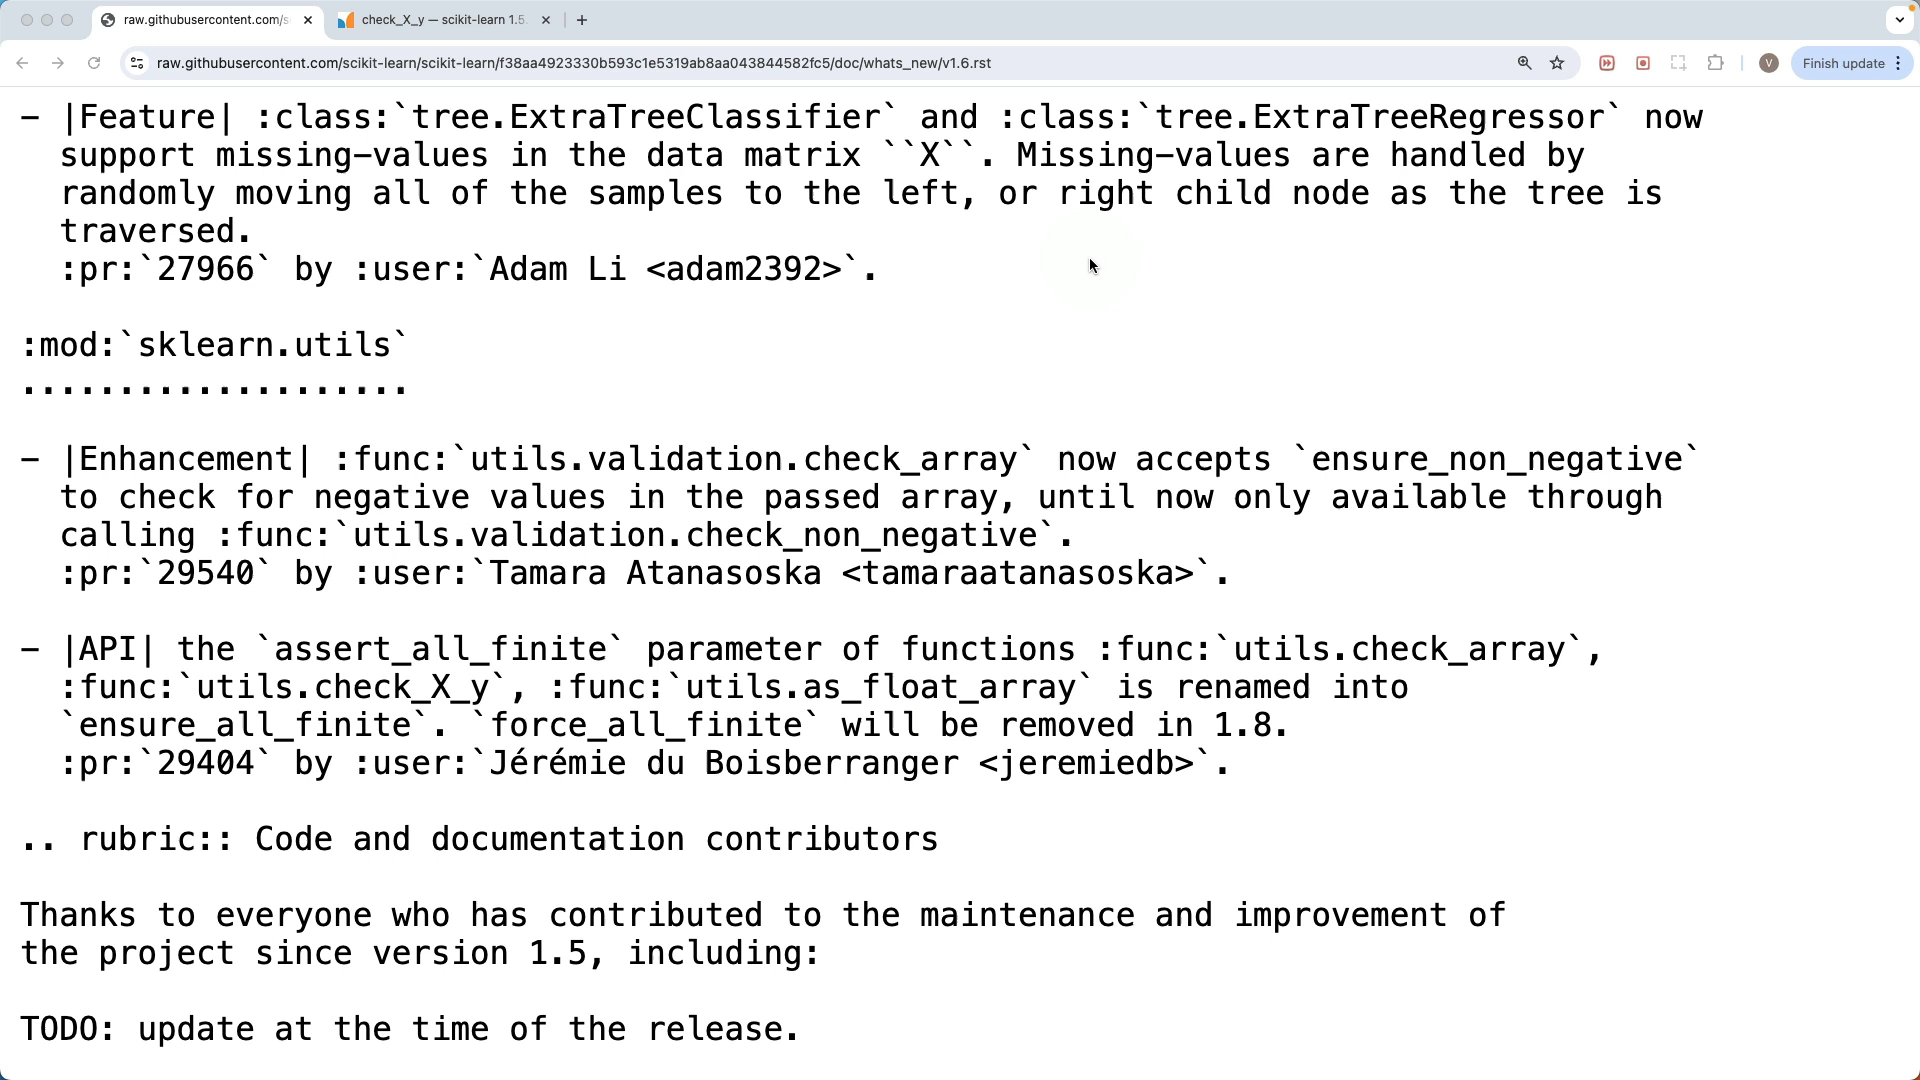 raw.githubusercontent.com/s
check_X_y — scikit-learn 1.5.
raw.githubusercontent.com/scikit-learn/scikit-learn/f38aa4923330b593c1e5319ab8aa043844582fc5/doc/whats_new/v1.6.rst
V
Finish update
- |Feature| :class:`tree.ExtraTreeClassifier` and :class:`tree.ExtraTreeRegressor` now
support missing-values in the data matrix ``X``. Missing-values are handled by
randomly moving all of the samples to the left, or right child node as the tree is
traversed.
:pr:`27966` by :user:`Adam Li <adam2392>`.
:mod:`sklearn.utils`
....................
- |Enhancement| :func:`utils.validation.check_array` now accepts `ensure_non_negative`
to check for negative values in the passed array, until now only available through
calling :func:`utils.validation.check_non_negative`.
:pr:`29540` by :user:`Tamara Atanasoska <tamaraatanasoska>`.
- |API| the `assert_all_finite` parameter of functions :func:`utils.check_array`,
:func:`utils.check_X_y`, :func:`utils.as_float_array` is renamed into
`ensure_all_finite`. `force_all_finite` will be removed in 1.8.
:pr:`29404` by :user:`Jérémie du Boisberranger <jeremiedb>`.
.. rubric:: Code and documentation contributors
Thanks to everyone who has contributed to the maintenance and improvement of
the project since version 1.5, including:
TODO: update at the time of the release.